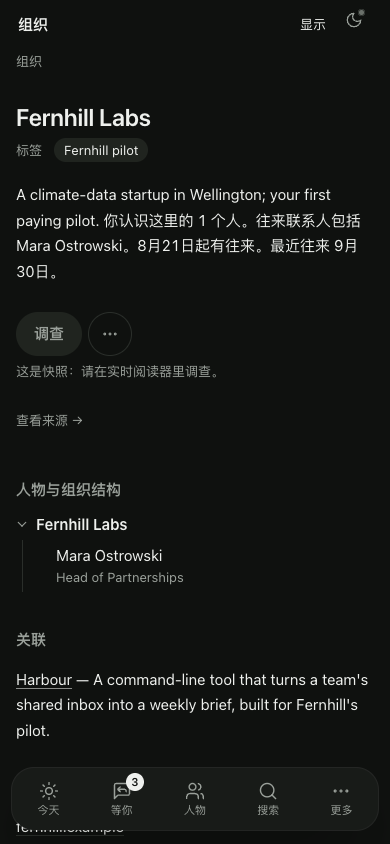 组织
显示
组织
Fernhill Labs
标签 Fernhill pilot
A climate-data startup in Wellington; your first
paying pilot. 你认识这里的 1 个人。往来联系人包括
Mara Ostrowski。8月21日起有往来。最近往来 9月
30日。
调查
这是快照：请在实时阅读器里调查。
查看来源 →
人物与组织结构
Fernhill Labs
Mara Ostrowski
Head of Partnerships
关联
Harbour — A command-line tool that turns a team's
shared inbox into a weekly brief, built for Fernhill's
pilot.
3
今天 等你 人物 搜索 更多